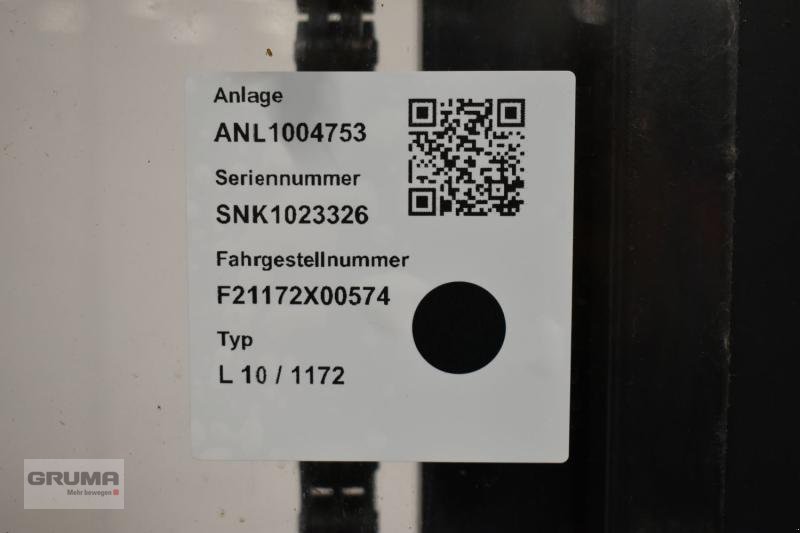 Anlage
ANL1004753
Seriennummer
SNK1023326
Fahrgestellnummer
F21172X00574
Typ
L 10 / 1172
GRUMA
Mehr bewegen